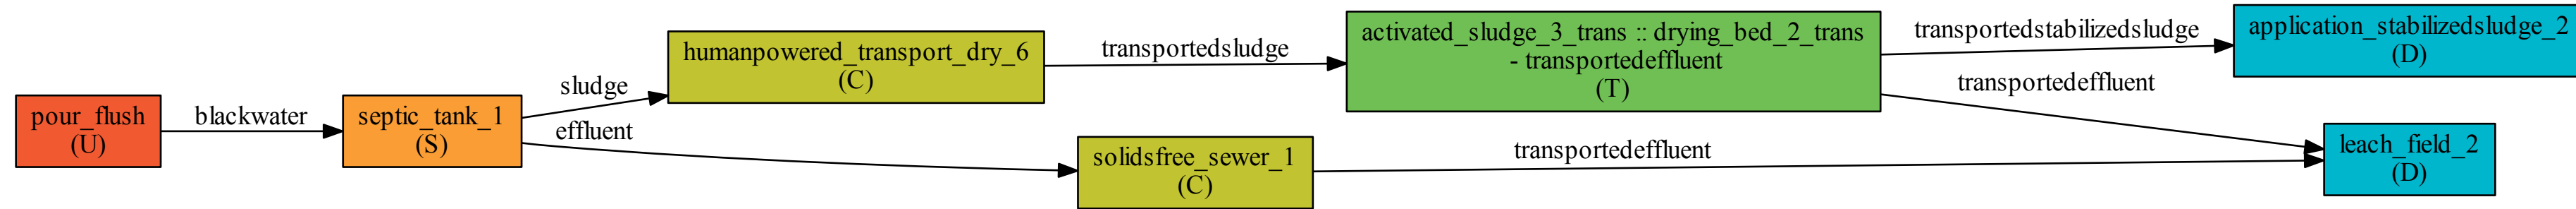 pour_flush
(U)
blackwater
septic_tank_1
(S)
sludge
effluent
humanpowered_transport_dry_6
(C)
transportedsludge
solidsfree_sewer_1
(C)
transportedeffluent
activated_sludge_3_trans :: drying_bed_2_trans
- transportedeffluent
(T)
transportedstabilizedsludge
transportedeffluent
application_stabilizedsludge_2
(D)
leach_field_2
(D)